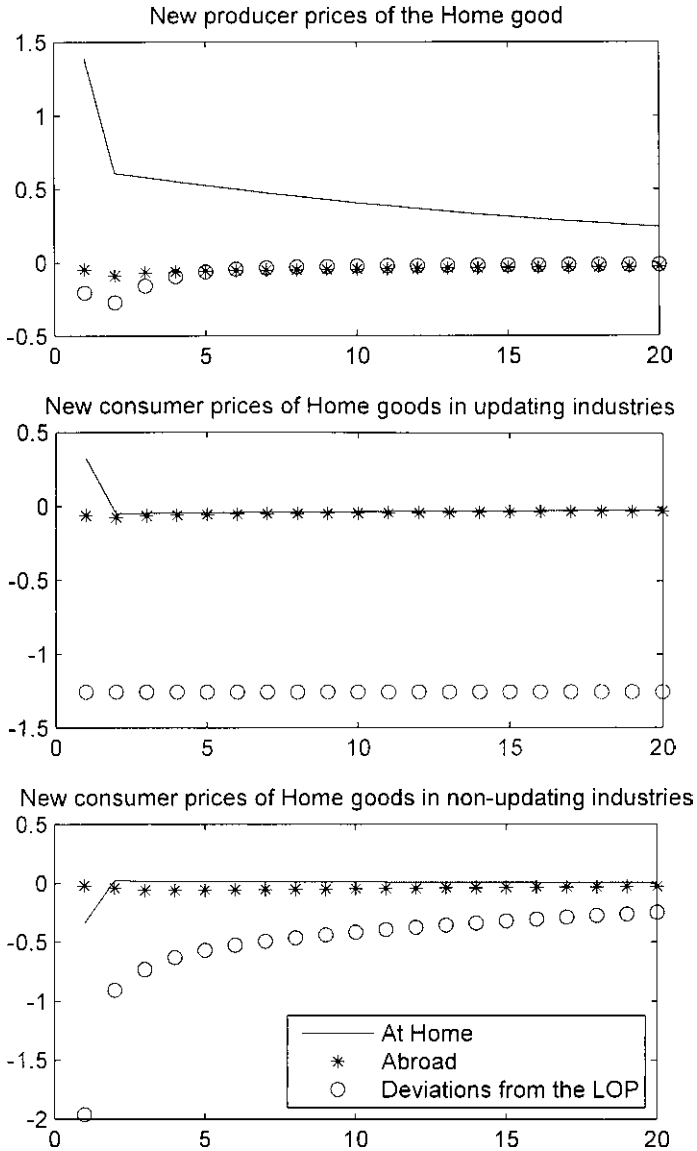 New producer prices of the Home good
1.5
1
0.5
0
-0.5
0 5 10 15 20
New consumer prices of Home goods in updating industries
0.5
0
-0.5
-1
-1.5
0 5 10 15 20
New consumer prices of Home goods in non-updating industries
0.5
0
-0.5
-1
-1.5
-2
At Home
Abroad
Deviations from the LOP
0 5 10 15 20